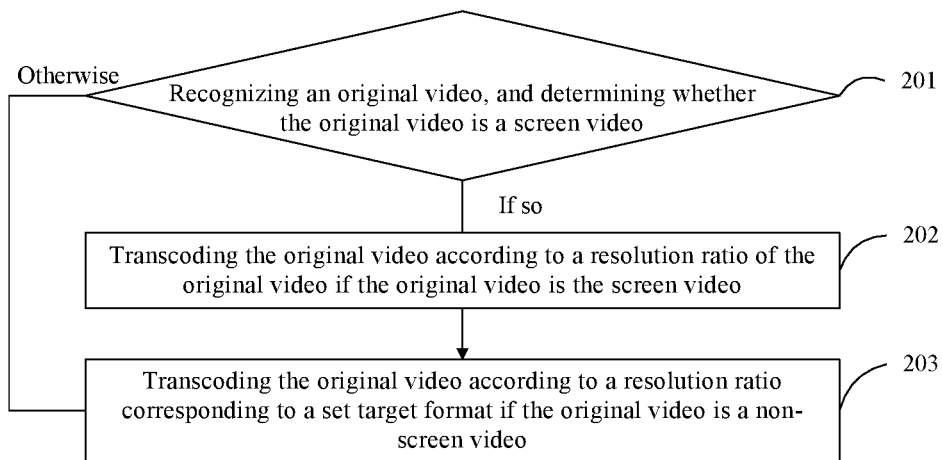 Otherwise
201
Recognizing an original video, and determining whether
the original video is a screen video
If so
202
Transcoding the original video according to a resolution ratio of the
original video if the original video is the screen video
203
Transcoding the original video according to a resolution ratio
corresponding to a set target format if the original video is a non-
screen video